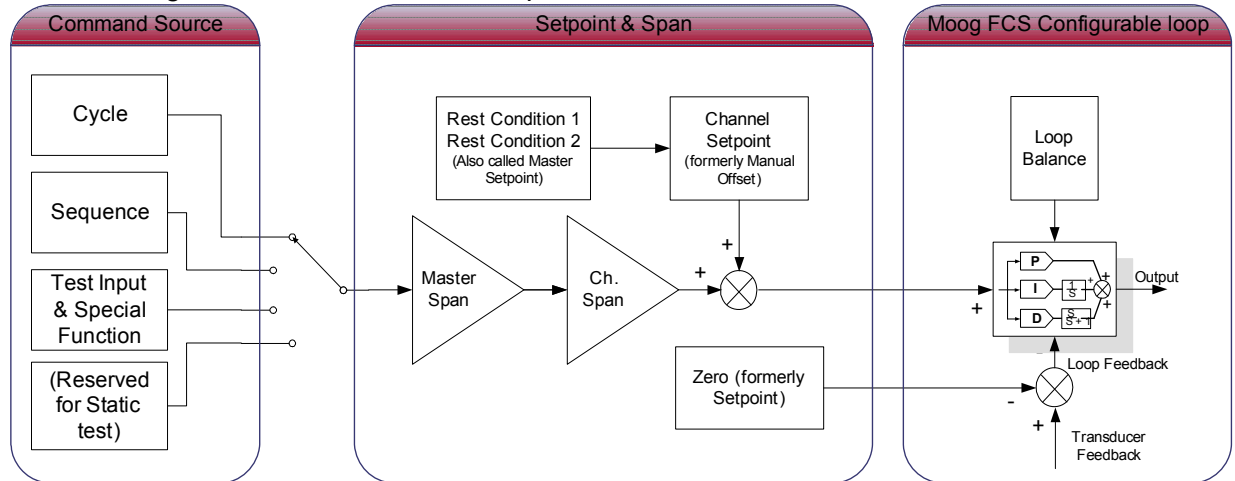 Command Source
Setpoint & Span
Moog FCS Configurable loop
Cycle
Sequence
Test Input
& Special
Function
(Reserved
for Static
test)
Rest Condition 1
Rest Condition 2
(Also called Master
Setpoint)
Channel
Setpoint
(formerly Manual
Offset)
Master
Span
Ch.
Span
+
+
Zero (formerly
Setpoint)
Loop
Balance
P
I
D
1
S
S
S + 1
+
+
+
+
Output
-
Loop Feedback
-
+
Transducer
Feedback